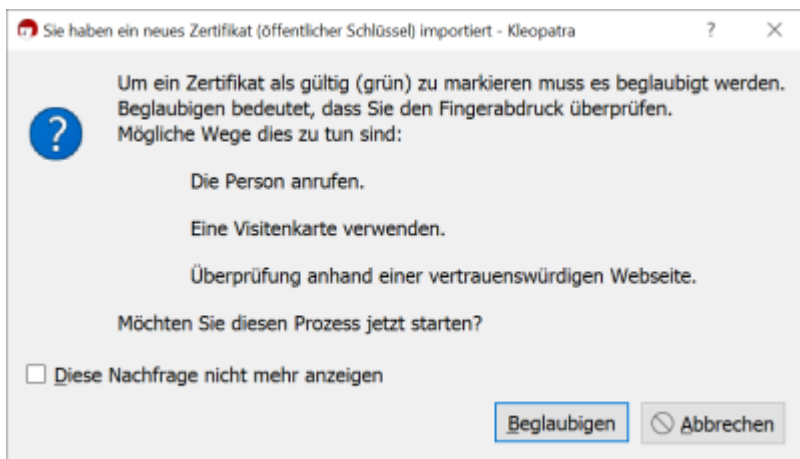 Sie haben ein neues Zertifikat (öffentlicher Schlüssel) importiert - Kleopatra
Um ein Zertifikat als gültig (grün) zu markieren muss es beglaubigt werden.
Beglaubigen bedeutet, dass Sie den Fingerabdruck überprüfen.
Mögliche Wege dies zu tun sind:
Die Person anrufen.
Eine Visitenkarte verwenden.
Überprüfung anhand einer vertrauenswürdigen Webseite.
Möchten Sie diesen Prozess jetzt starten?
Diese Nachfrage nicht mehr anzeigen
Beglaubigen
Abbrechen